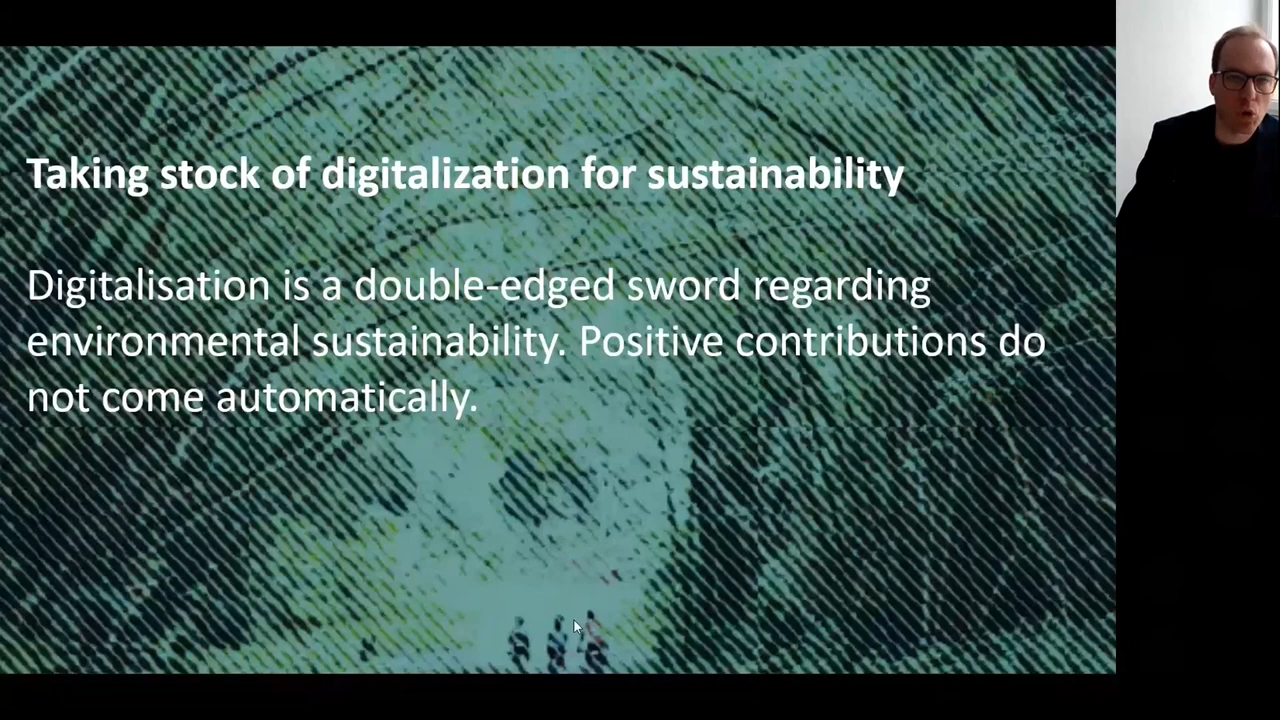 Taking stock of digitalization for sustainability
Digitalisation is a double-edged sword regarding
environmental sustainability. Positive contributions do
not come automatically.